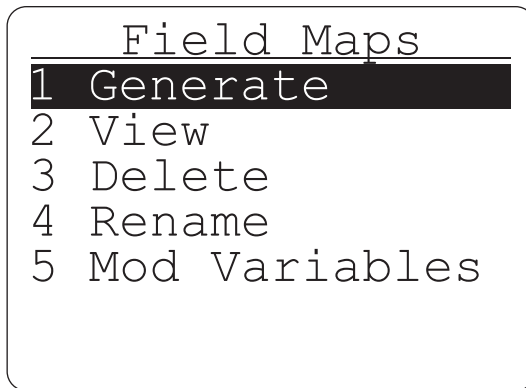 Field Maps
1 Generate
2 View
3 Delete
4 Rename
5 Mod Variables